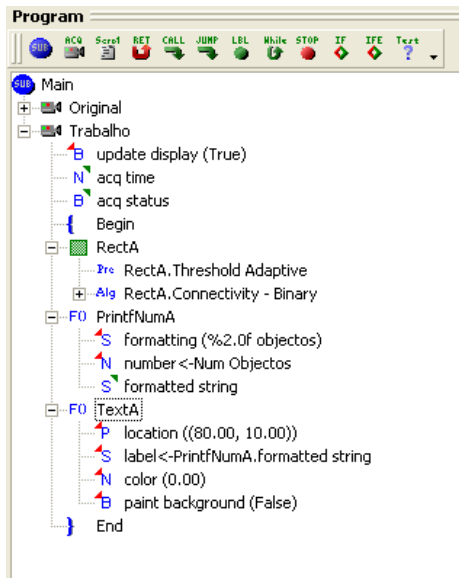 Program
SUB ACQ Script RET CALL JUMP LBL While STOP IF IFE Test ?
SUB Main
Original
Trabalho
B update display (True)
N acq time
B acq status
{ Begin
RectA
Pre RectA.Threshold Adaptive
Alg RectA.Connectivity - Binary
F() PrintfNumA
S formatting (%2.0f objectos)
N number<-Num Objectos
S formatted string
F() TextA
P location ((80.00, 10.00))
S label<-PrintfNumA.formatted string
N color (0.00)
B paint background (False)
} End